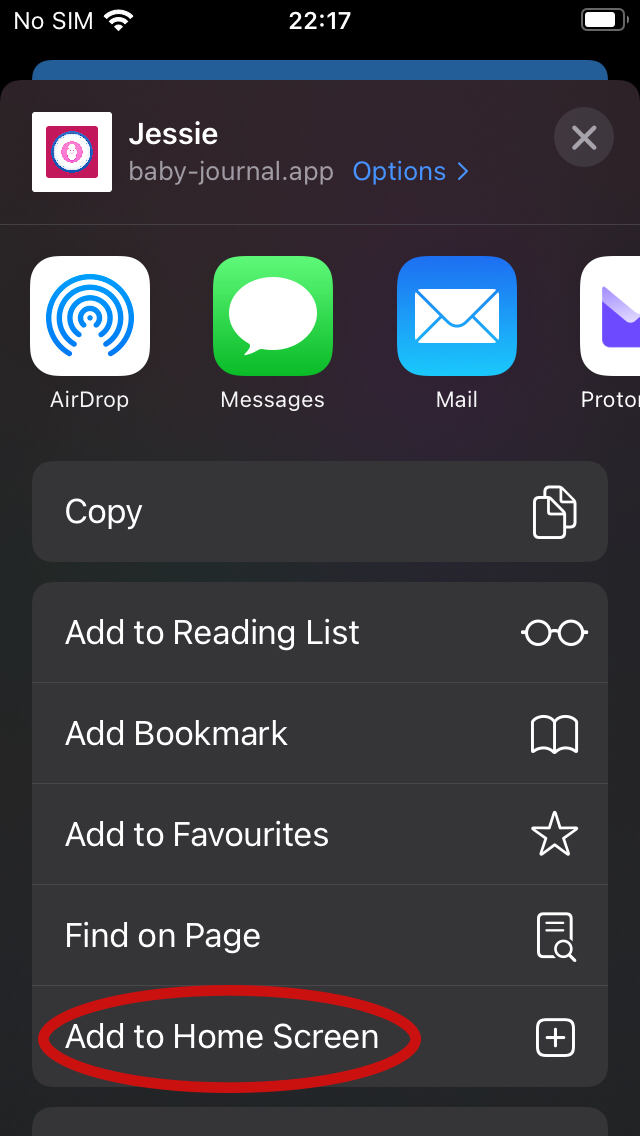 No SIM 22:17
Jessie
baby-journal.app Options
AirDrop Messages Mail Proton
Copy
Add to Reading List
Add Bookmark
Add to Favourites
Find on Page
Add to Home Screen